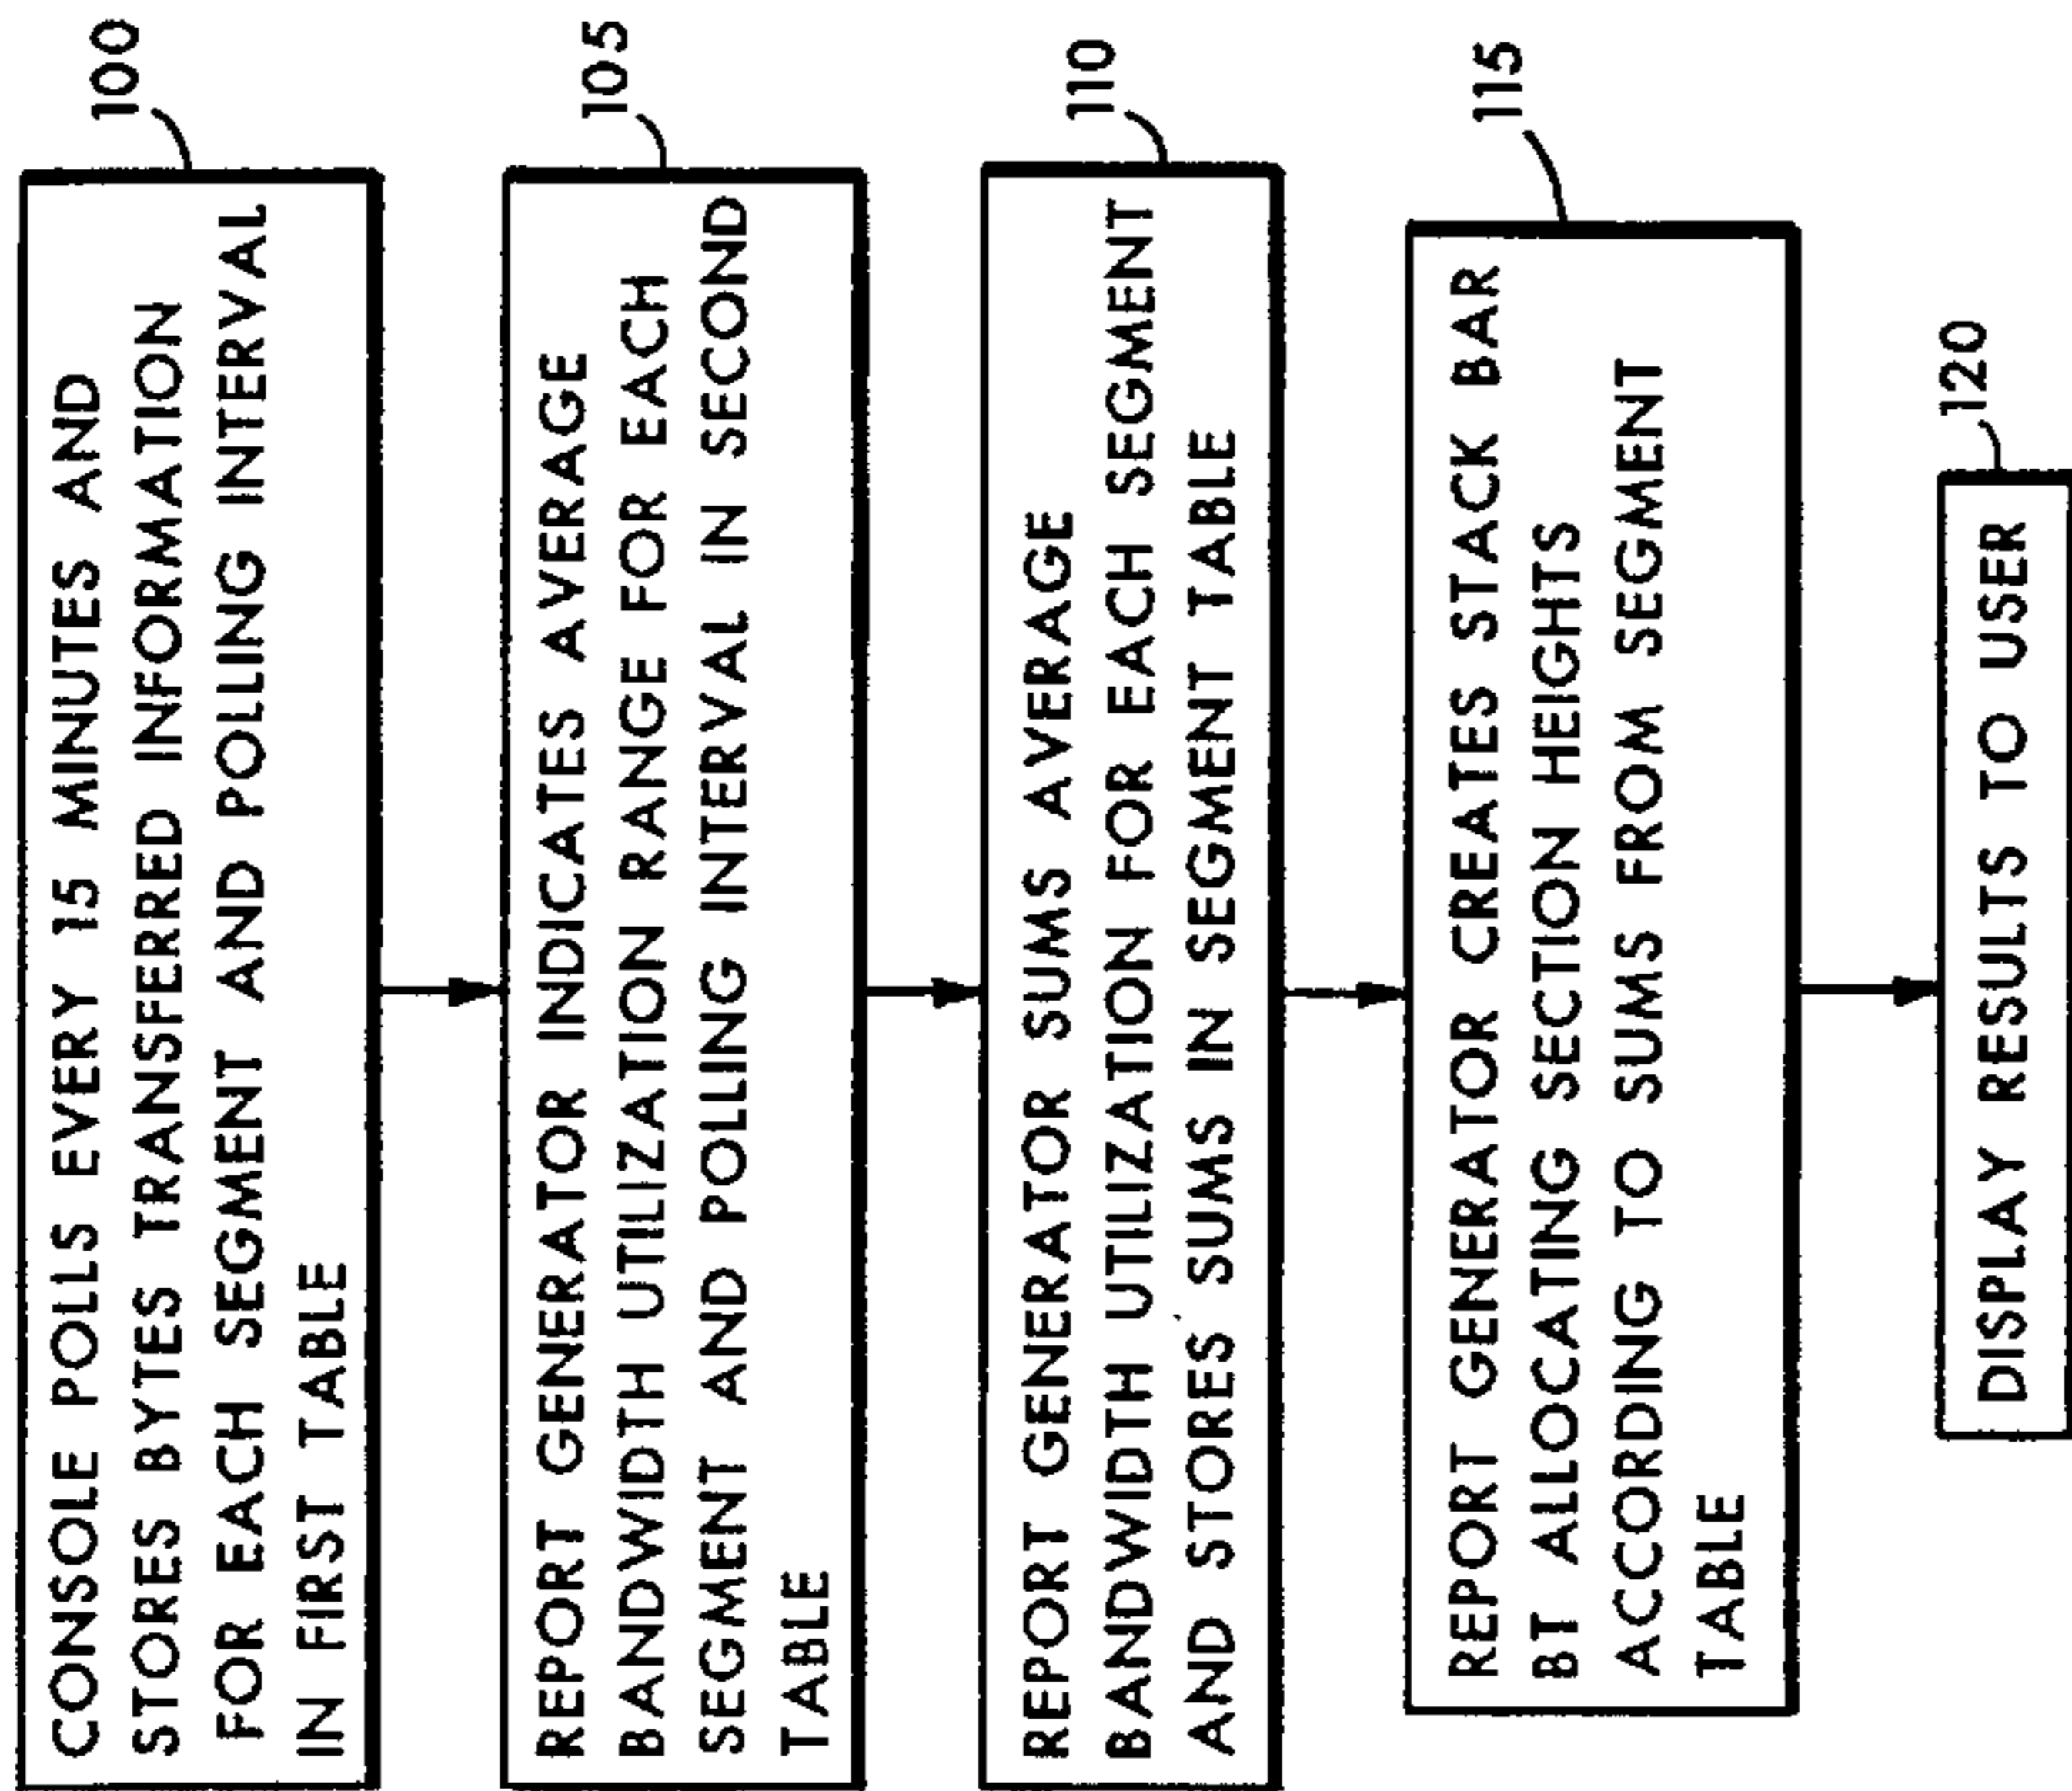 CONSOLE POLLS EVERY 15 MINUTES AND
STORES BYTES TRANSFERRED INFORMATION
FOR EACH SEGMENT AND POLLING INTERVAL
IN FIRST TABLE
100
REPORT GENERATOR INDICATES AVERAGE
BANDWIDTH UTILIZATION RANGE FOR EACH
SEGMENT AND POLLING INTERVAL IN SECOND
TABLE
105
REPORT GENERATOR SUMS AVERAGE
BANDWIDTH UTILIZATION FOR EACH SEGMENT
AND STORES SUMS IN SEGMENT TABLE
110
REPORT GENERATOR CREATES STACK BAR
BT ALLOCATING SECTION HEIGHTS
ACCORDING TO SUMS FROM SEGMENT
TABLE
115
DISPLAY RESULTS TO USER
120